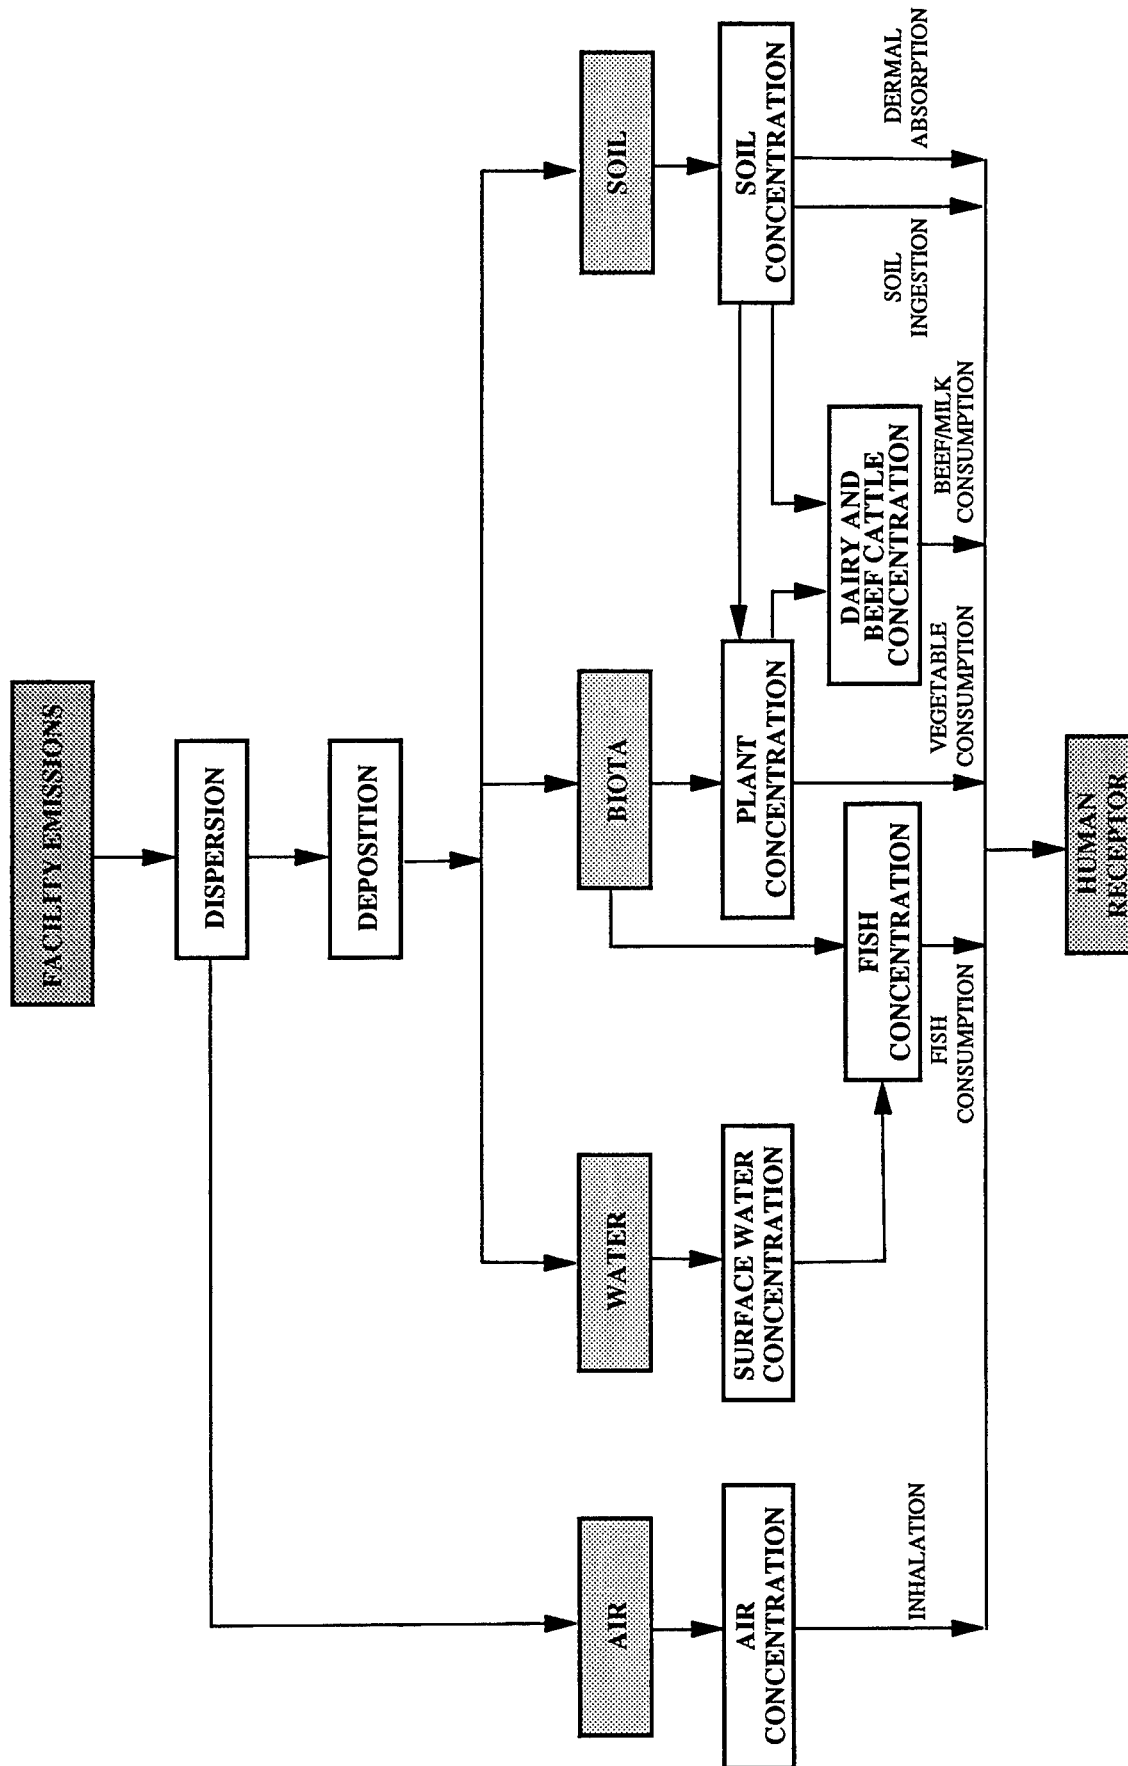 FACILITY EMISSIONS
DISPERSION
DEPOSITION
AIR
WATER
BIOTA
SOIL
AIR
CONCENTRATION
SURFACE WATER
CONCENTRATION
PLANT
CONCENTRATION
SOIL
CONCENTRATION
FISH
CONCENTRATION
DAIRY AND
BEEF CATTLE
CONCENTRATION
INHALATION
FISH
CONSUMPTION
VEGETABLE
CONSUMPTION
BEEF/MILK
CONSUMPTION
SOIL
INGESTION
DERMAL
ABSORPTION
HUMAN
RECEPTOR